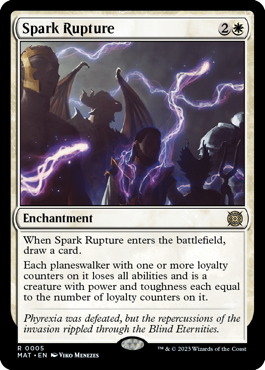 Spark Rupture 2
Enchantment
When Spark Rupture enters the battlefield,
draw a card.
Each planeswalker with one or more loyalty
counters on it loses all abilities and is a
creature with power and toughness each equal
to the number of loyalty counters on it.
Phyrexia was defeated, but the repercussions of the
invasion rippled through the Blind Eternities.
R 0005
MAT • EN Yeko Menezes
™ & © 2023 Wizards of the Coast